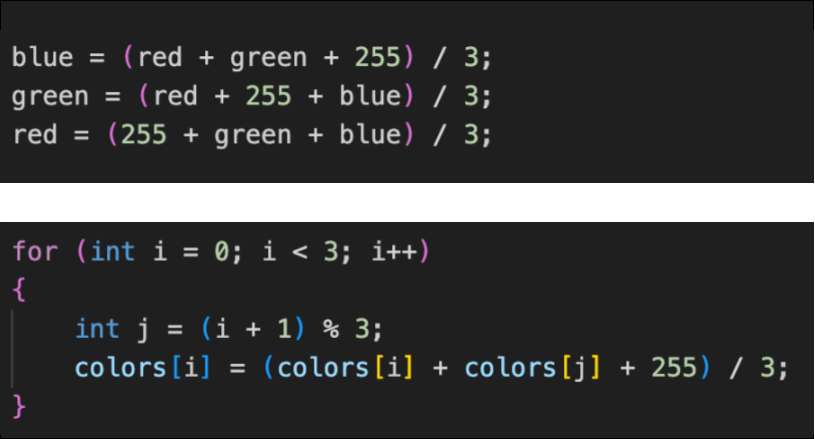 blue = (red + green + 255) / 3;
green = (red + 255 + blue) / 3;
red = (255 + green + blue) / 3;
for (int i = 0; i < 3; i++)
{
    int j = (i + 1) % 3;
    colors[i] = (colors[i] + colors[j] + 255) / 3;
}